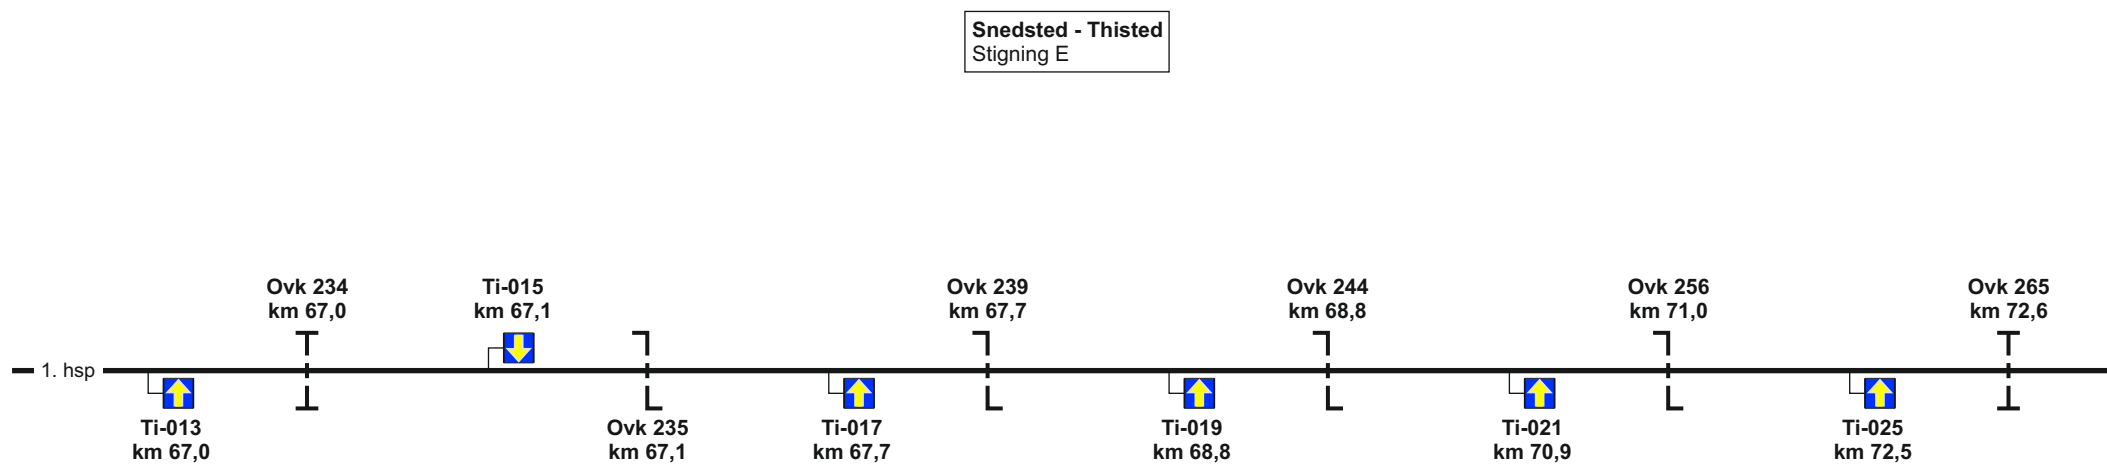 Snedsted - Thisted
Stigning E
Ovk 234
km 67,0
Ti-015
km 67,1
Ovk 239
km 67,7
Ovk 244
km 68,8
Ovk 256
km 71,0
Ovk 265
km 72,6
1. hsp
Ti-013
km 67,0
Ovk 235
km 67,1
Ti-017
km 67,7
Ti-019
km 68,8
Ti-021
km 70,9
Ti-025
km 72,5